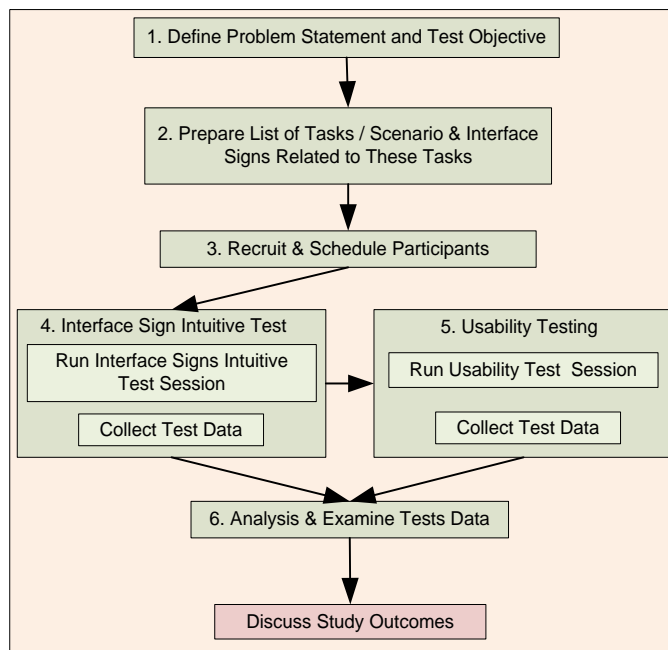 1. Define Problem Statement and Test Objective
2. Prepare List of Tasks / Scenario & Interface
Signs Related to These Tasks
3. Recruit & Schedule Participants
4. Interface Sign Intuitive Test
Run Interface Signs Intuitive
Test Session
Collect Test Data
5. Usability Testing
Run Usability Test Session
Collect Test Data
6. Analysis & Examine Tests Data
Discuss Study Outcomes